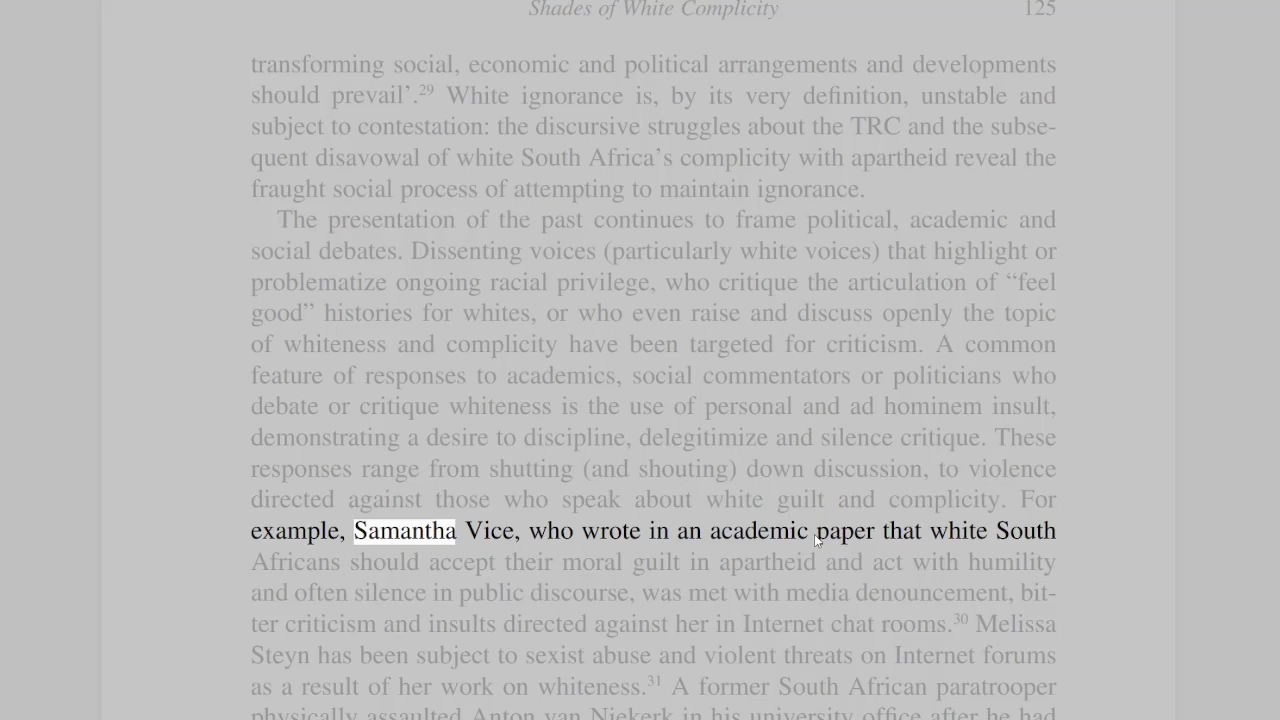 Shades of White Complicity 125
transforming social, economic and political arrangements and developments
should prevail’.29 White ignorance is, by its very definition, unstable and
subject to contestation: the discursive struggles about the TRC and the subse-
quent disavowal of white South Africa’s complicity with apartheid reveal the
fraught social process of attempting to maintain ignorance.
The presentation of the past continues to frame political, academic and
social debates. Dissenting voices (particularly white voices) that highlight or
problematize ongoing racial privilege, who critique the articulation of “feel
good” histories for whites, or who even raise and discuss openly the topic
of whiteness and complicity have been targeted for criticism. A common
feature of responses to academics, social commentators or politicians who
debate or critique whiteness is the use of personal and ad hominem insult,
demonstrating a desire to discipline, delegitimize and silence critique. These
responses range from shutting (and shouting) down discussion, to violence
directed against those who speak about white guilt and complicity. For
example, Samantha Vice, who wrote in an academic paper that white South
Africans should accept their moral guilt in apartheid and act with humility
and often silence in public discourse, was met with media denouncement, bit-
ter criticism and insults directed against her in Internet chat rooms.30 Melissa
Steyn has been subject to sexist abuse and violent threats on Internet forums
as a result of her work on whiteness.31 A former South African paratrooper
physically assaulted Anton van Niekerk in his university office after he had